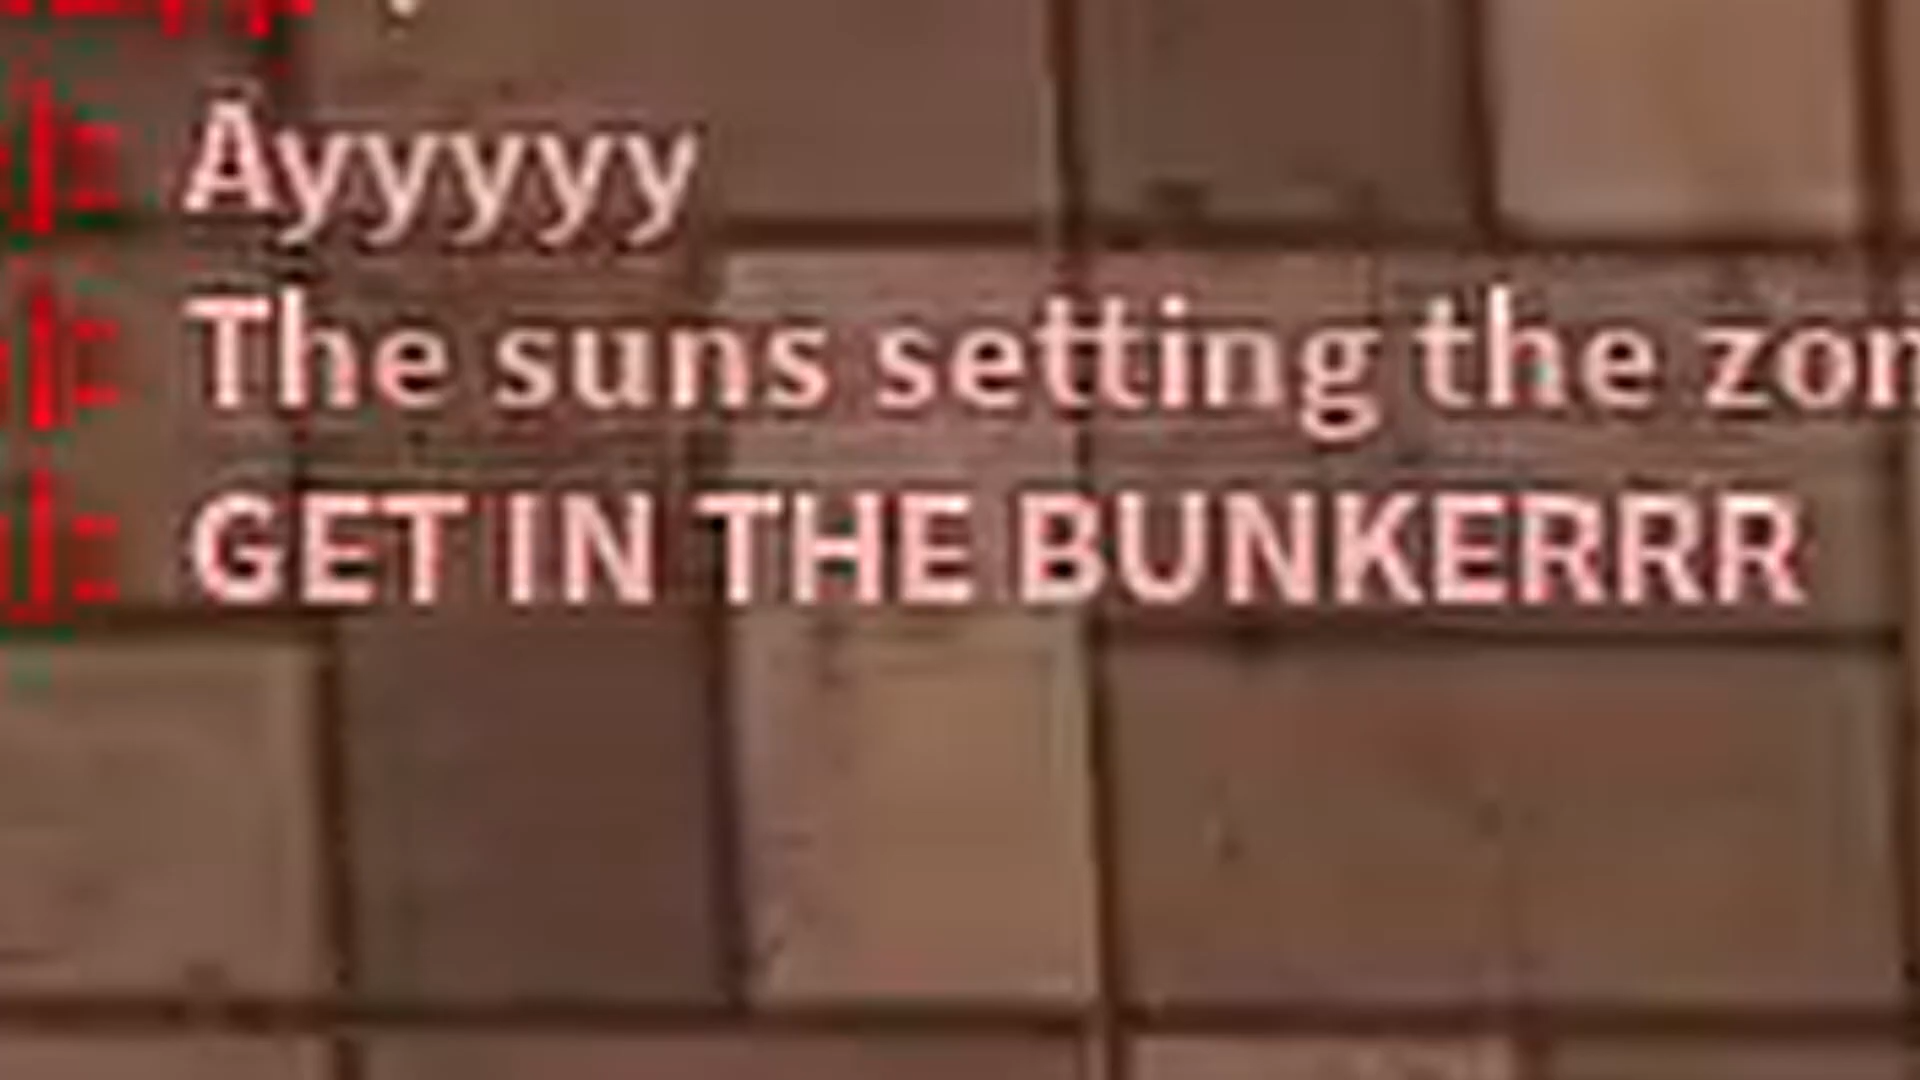 Ayyyyy
The suns setting the
GET IN THE BUNKERRR